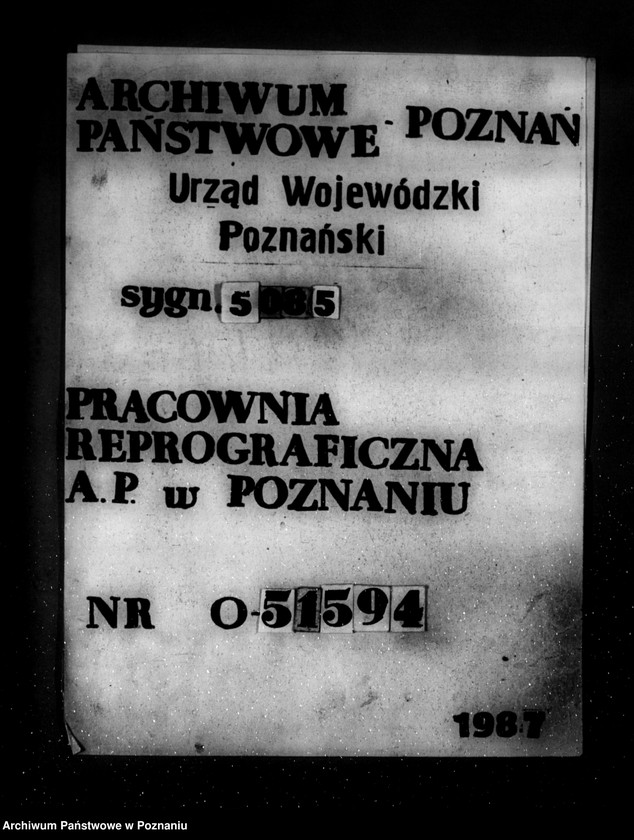 ARCHIWUM
PAŃSTWOWE - POZNAŃ
Urząd Wojewódzki
Poznański
sygn. 5085
PRACOWNIA
REPROGRAFICZNA
A.P. w POZNANIU
NR O-51594
1987
Archiwum Państwowe w Poznaniu